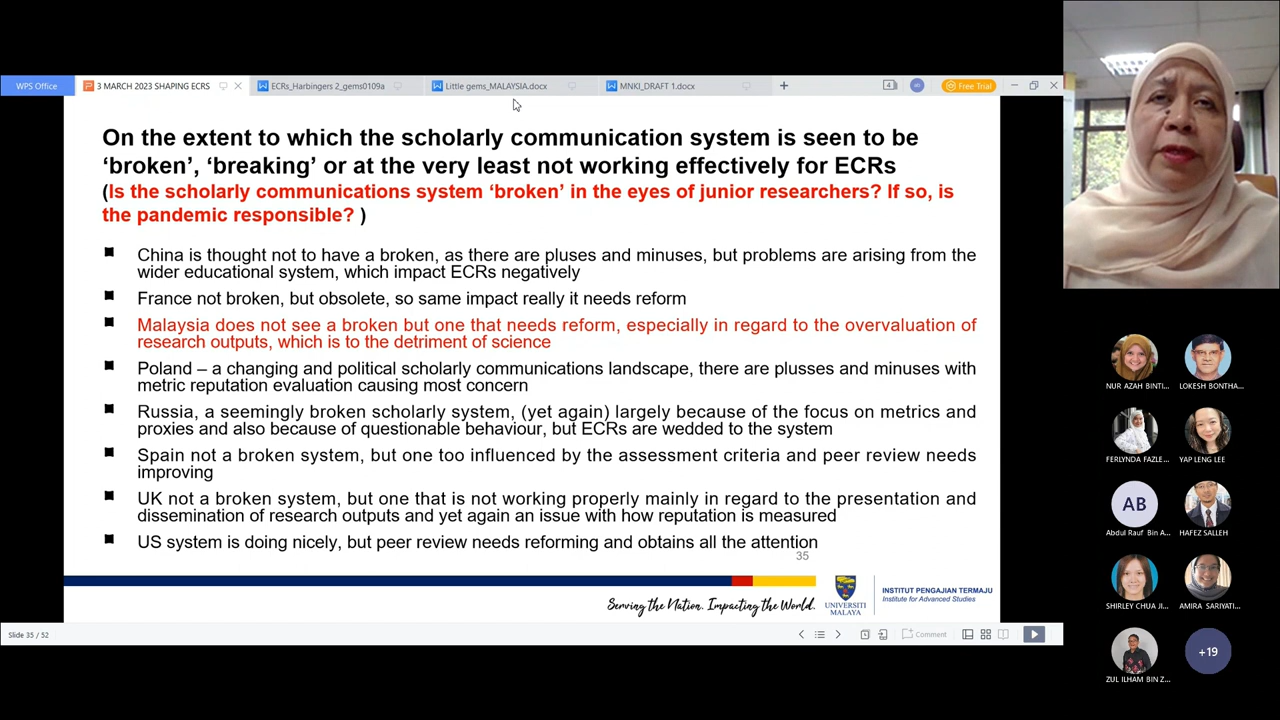 WPS Office
3 MARCH 2023 SHAPING ECRS
ECRs_Harbingers 2_gems0109a
Little gems_MALAYSIA.docx
MNKI_DRAFT 1.docx
Free Trial
On the extent to which the scholarly communication system is seen to be
‘broken’, ‘breaking’ or at the very least not working effectively for ECRs
(Is the scholarly communications system ‘broken’ in the eyes of junior researchers? If so, is
the pandemic responsible? )
China is thought not to have a broken, as there are pluses and minuses, but problems are arising from the
wider educational system, which impact ECRs negatively
France not broken, but obsolete, so same impact really it needs reform
Malaysia does not see a broken but one that needs reform, especially in regard to the overvaluation of
research outputs, which is to the detriment of science
Poland – a changing and political scholarly communications landscape, there are plusses and minuses with
metric reputation evaluation causing most concern
Russia, a seemingly broken scholarly system, (yet again) largely because of the focus on metrics and
proxies and also because of questionable behaviour, but ECRs are wedded to the system
Spain not a broken system, but one too influenced by the assessment criteria and peer review needs
improving
UK not a broken system, but one that is not working properly mainly in regard to the presentation and
dissemination of research outputs and yet again an issue with how reputation is measured
US system is doing nicely, but peer review needs reforming and obtains all the attention
35
Serving the Nation. Impacting the World.
UNIVERSITI
MALAYA
INSTITUT PENGAJIAN TERMAJU
Institute for Advanced Studies
Slide 35 / 52
Comment
NUR AZAH BINTI...
LOKESH BONTHA...
FERLYNDA FAZLE...
YAP LENG LEE
AB
Abdul Rauf Bin A...
HAFEZ SALLEH
SHIRLEY CHUA JI...
AMIRA SARIYATI...
ZUL ILHAM BIN Z...
+19